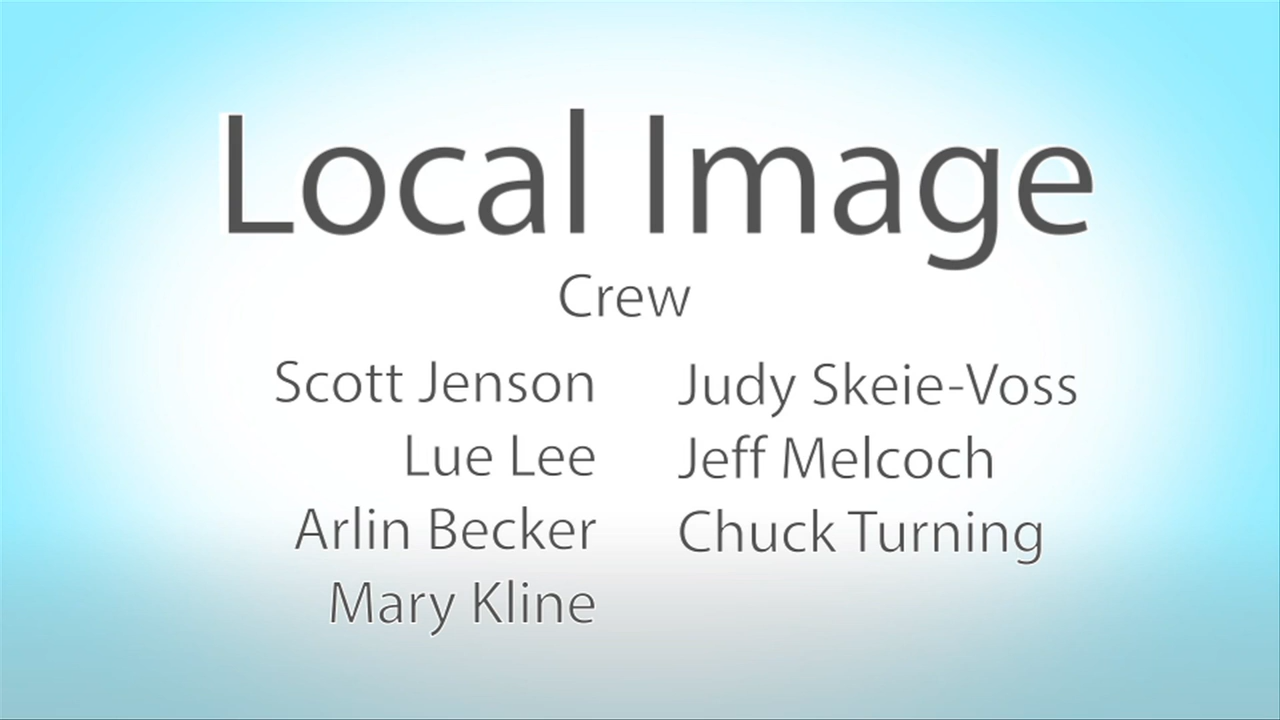 Local Image
Crew
Scott Jenson
Lue Lee
Arlin Becker
Mary Kline
Judy Skeie-Voss
Jeff Melcoch
Chuck Turning